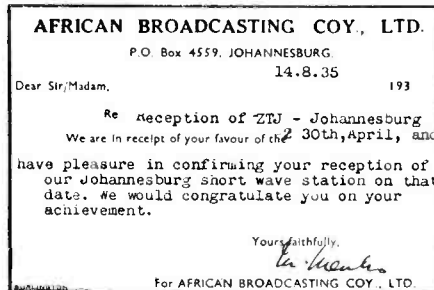 AFRICAN BROADCASTING COY., LTD.
P.O. Box 4559, JOHANNESBURG.
14.8.35
Dear Sir/Madam, 193
Re Reception of ZTJ - Johannesburg
We are in receipt of your favour of the 30th,April, and
have pleasure in confirming your reception of
our Johannesburg short wave station on that
date. We would congratulate you on your
achievement.
Yours faithfully,
For AFRICAN BROADCASTING COY., LTD.